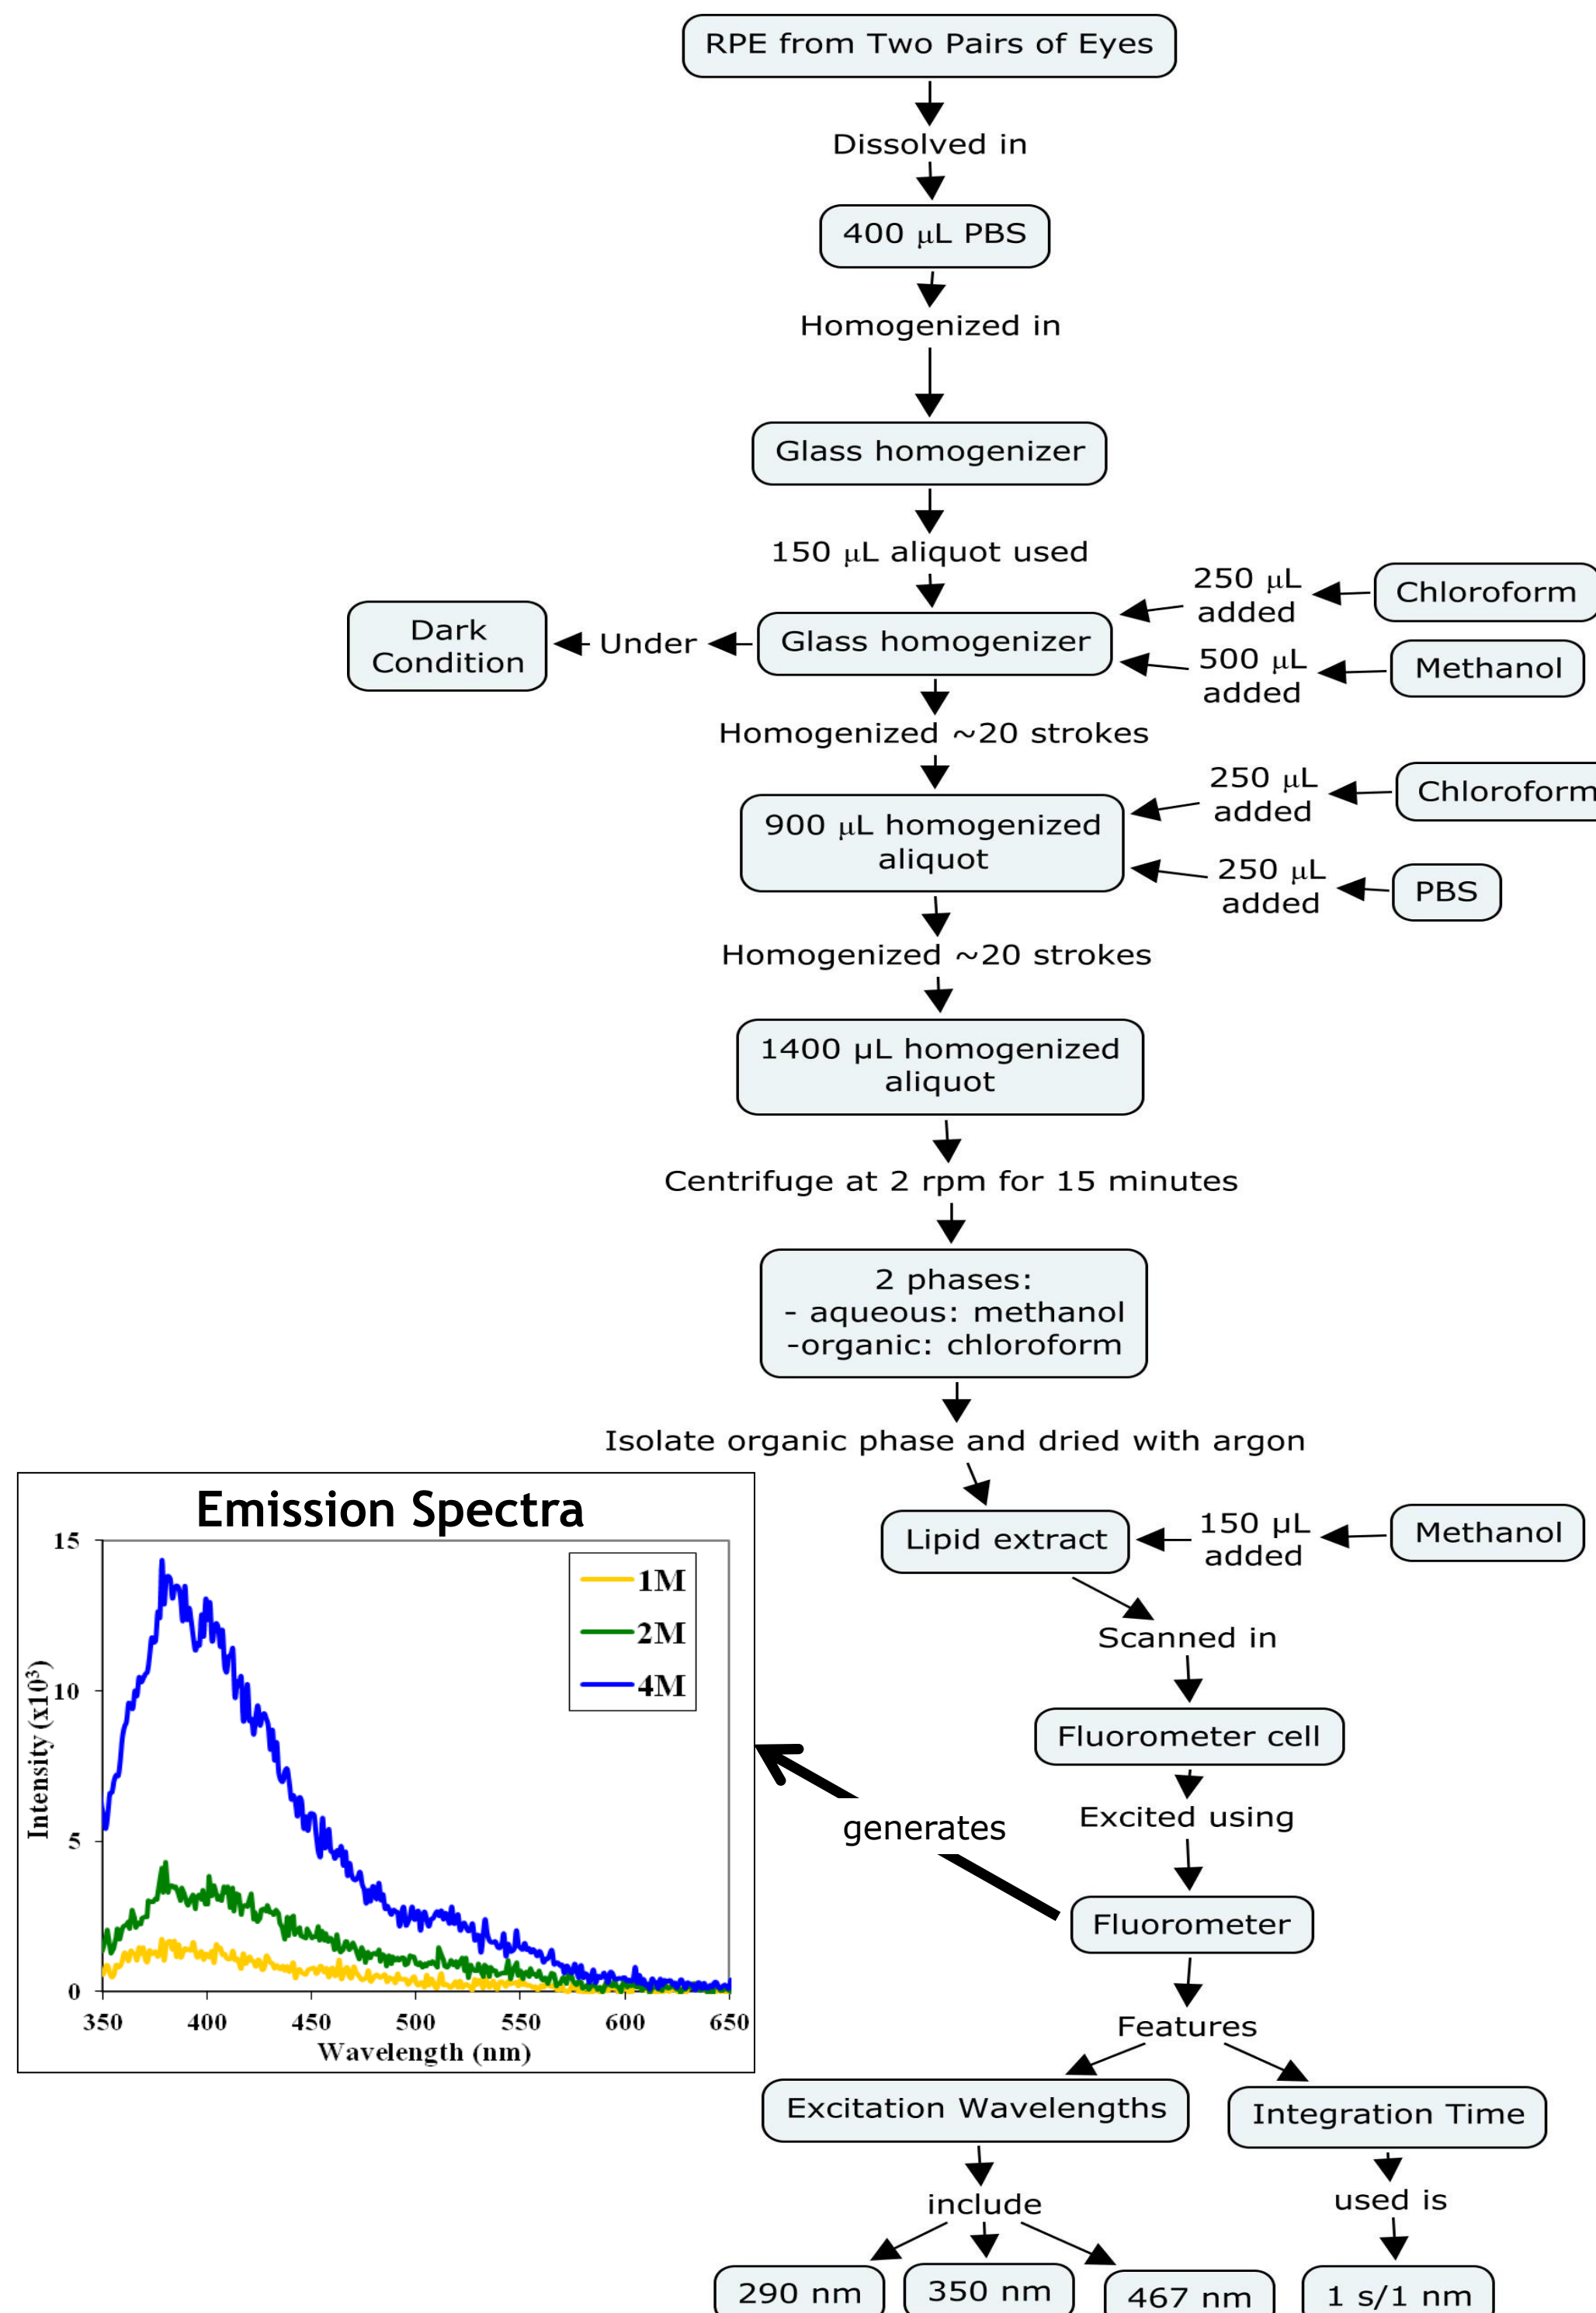 RPE from Two Pairs of Eyes
Dissolved in
400 μL PBS
Homogenized in
Glass homogenizer
150 μL aliquot used
250 μL
added
Chloroform
Dark
Condition
Under
Glass homogenizer
500 μL
added
Methanol
Homogenized ~20 strokes
250 μL
added
Chloroform
900 μL homogenized
aliquot
250 μL
added
PBS
Homogenized ~20 strokes
1400 μL homogenized
aliquot
Centrifuge at 2 rpm for 15 minutes
2 phases:
- aqueous: methanol
-organic: chloroform
Isolate organic phase and dried with argon
Lipid extract
150 μL
added
Methanol
Scanned in
Fluorometer cell
Excited using
Fluorometer
generates
Emission Spectra
15
10
5
0
Intensity (x10³)
1M
2M
4M
350
400
450
500
550
600
650
Wavelength (nm)
Features
Excitation Wavelengths
Integration Time
include
used is
290 nm
350 nm
467 nm
1 s/1 nm